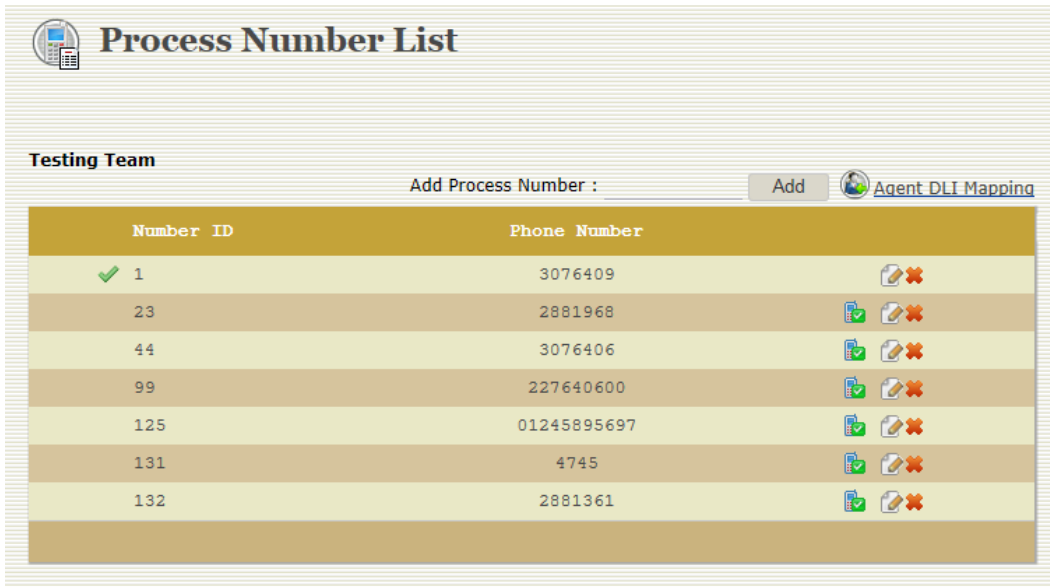 Process Number List
Testing Team
Add Process Number : Add Agent DLI Mapping
Number ID Phone Number
1 3076409
23 2881968
44 3076406
99 227640600
125 01245895697
131 4745
132 2881361